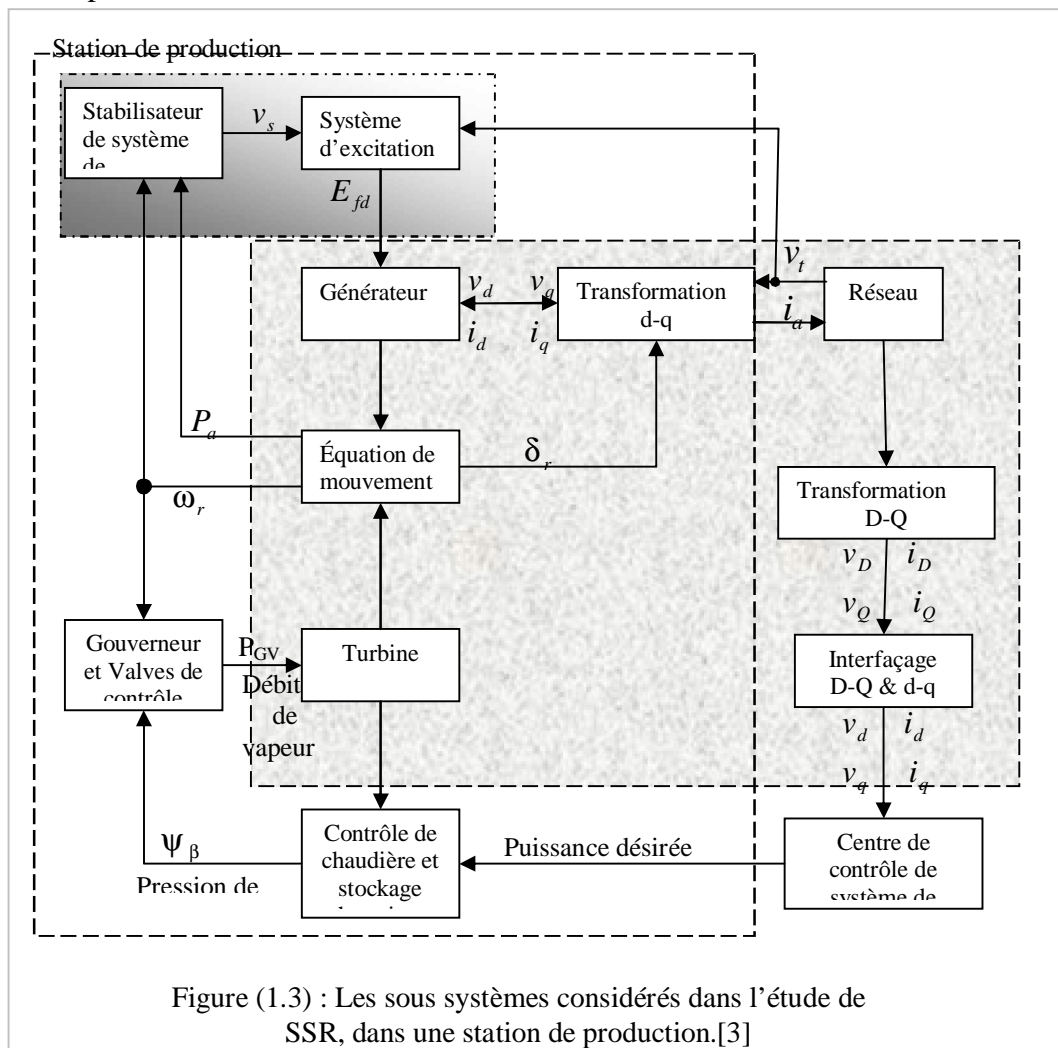 Station de production
Stabilisateur
de système
de
v_s
Système
d'excitation
E_fd
Générateur
v_d
v_q
i_d
i_q
Transformation
d-q
v_t
i_a
Réseau
P_a
Équation de
mouvement
δ_r
ω_r
Transformation
D-Q
v_D i_D
v_Q i_Q
Gouverneur
et Valves de
contrôle
P_GV
Débit
de
vapeur
Turbine
Interfaçage
D-Q & d-q
v_d i_d
v_q i_q
ψ_β
Pression de
Contrôle de
chaudière et
stockage
Puissance désirée
Centre de
contrôle de
système de
Figure (1.3) : Les sous systèmes considérés dans l'étude de
SSR, dans une station de production.[3]